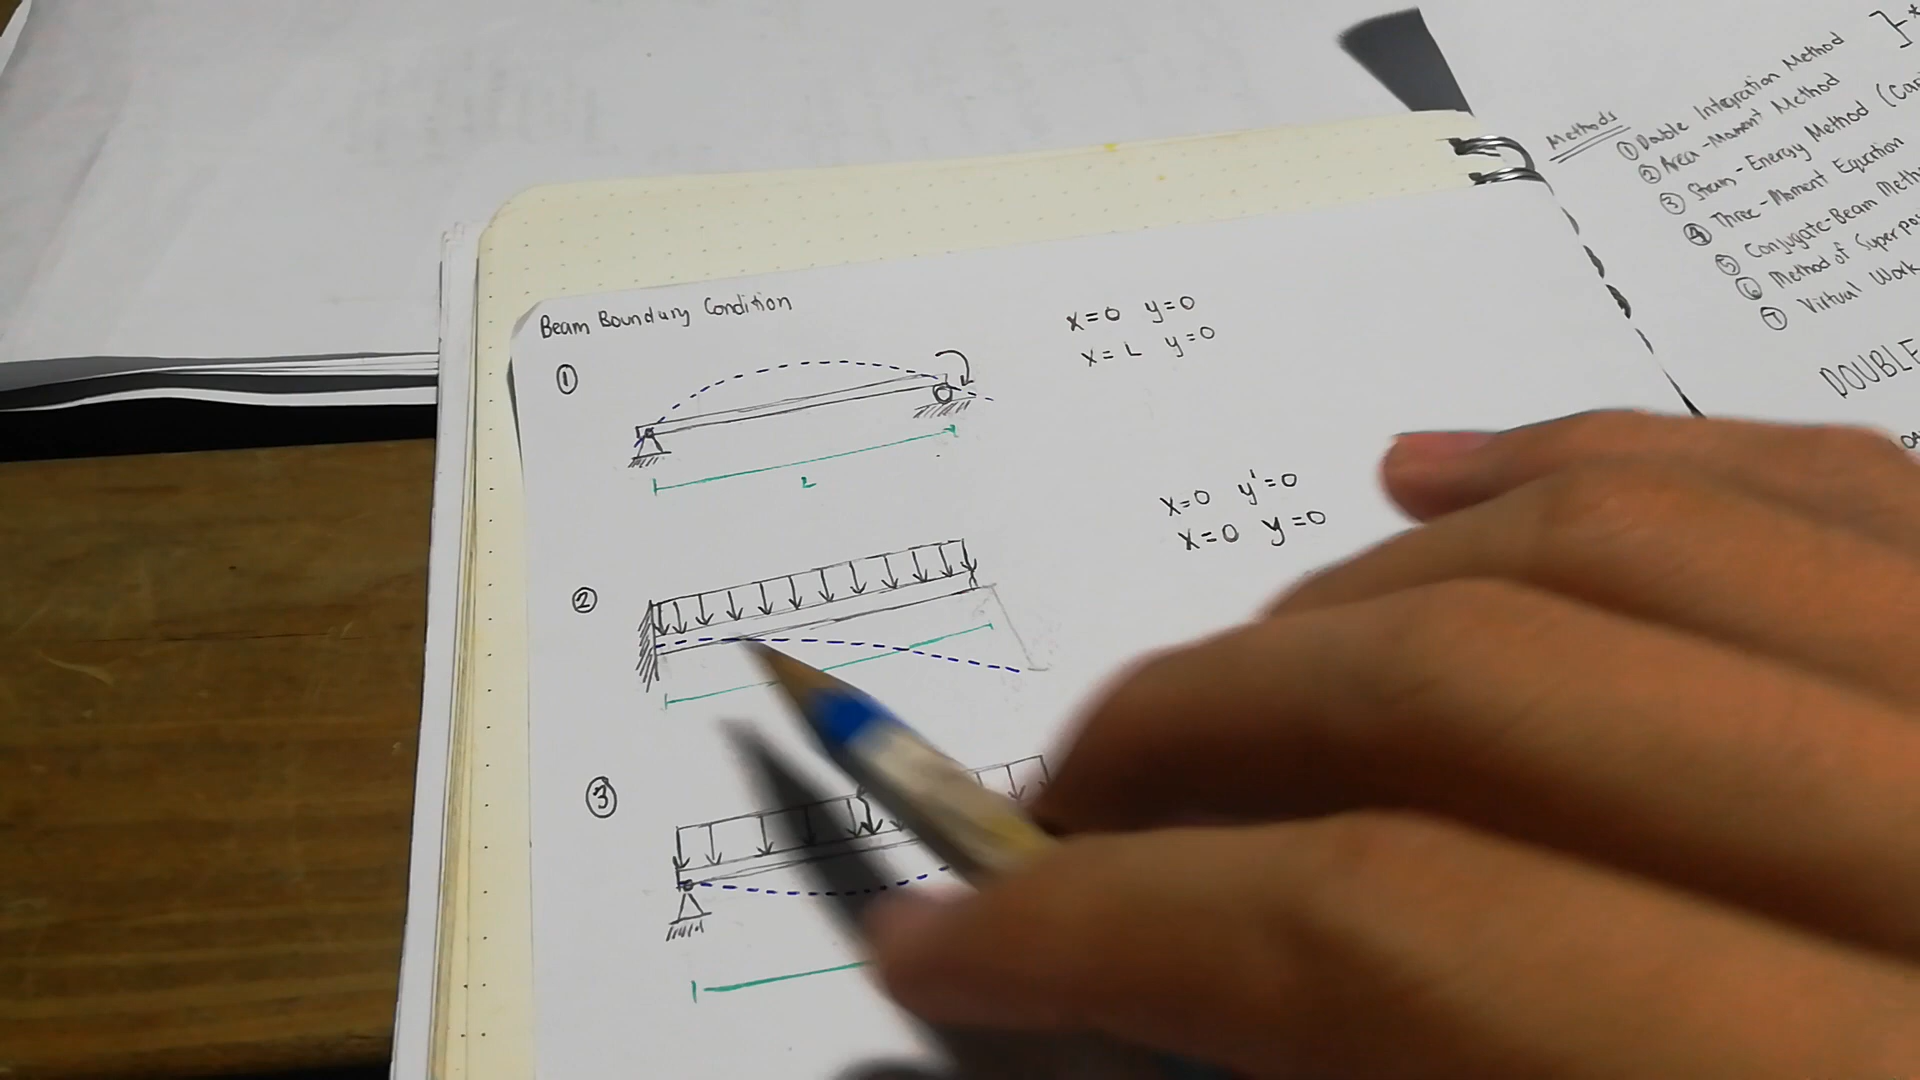 Beam Boundary Condition
①
x=0 y=0
x=L y=0
L
②
x=0 y'=0
x=0 y=0
③
Methods
① Double Integration Method
② Area-Moment Method
③ Strain-Energy Method
④ Three-Moment Equation
⑤ Conjugate-Beam
⑥ Method of
⑦ Virtual Work
DOUBLE